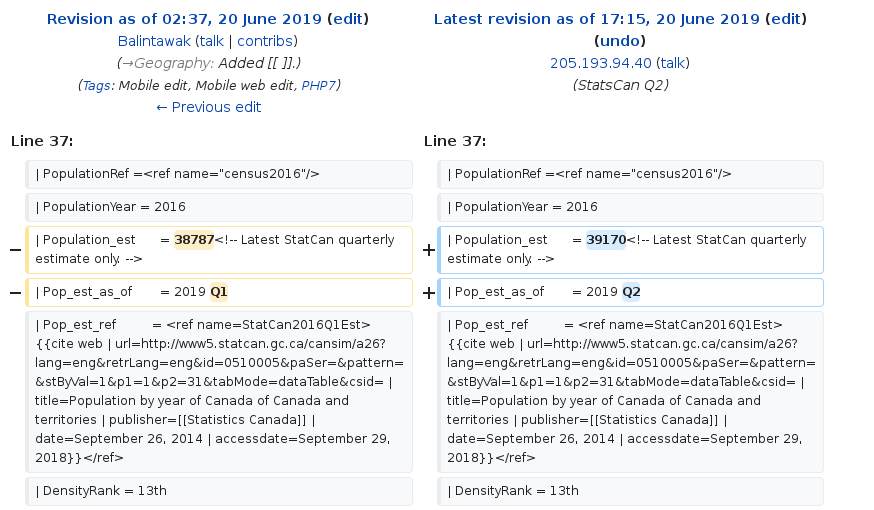 Revision as of 02:37, 20 June 2019 (edit)
Balintawak (talk | contribs)
(→Geography: Added [[ ]].)
(Tags: Mobile edit, Mobile web edit, PHP7)
← Previous edit
Latest revision as of 17:15, 20 June 2019 (edit)
(undo)
205.193.94.40 (talk)
(StatsCan Q2)
Line 37:
Line 37:
| PopulationRef =<ref name="census2016"/>
| PopulationRef =<ref name="census2016"/>
| PopulationYear = 2016
| PopulationYear = 2016
− | Population_est = 38787<!-- Latest StatCan quarterly
estimate only. -->
+ | Population_est = 39170<!-- Latest StatCan quarterly
estimate only. -->
− | Pop_est_as_of = 2019 Q1
+ | Pop_est_as_of = 2019 Q2
| Pop_est_ref = <ref name=StatCan2016Q1Est>
{{cite web | url=http://www5.statcan.gc.ca/cansim/a26?
lang=eng&retrLang=eng&id=0510005&paSer=&pattern=
&stByVal=1&p1=1&p2=31&tabMode=dataTable&csid= |
title=Population by year of Canada of Canada and
territories | publisher=[[Statistics Canada]] |
date=September 26, 2014 | accessdate=September 29,
2018}}</ref>
| Pop_est_ref = <ref name=StatCan2016Q1Est>
{{cite web | url=http://www5.statcan.gc.ca/cansim/a26?
lang=eng&retrLang=eng&id=0510005&paSer=&pattern=
&stByVal=1&p1=1&p2=31&tabMode=dataTable&csid= |
title=Population by year of Canada of Canada and
territories | publisher=[[Statistics Canada]] |
date=September 26, 2014 | accessdate=September 29,
2018}}</ref>
| DensityRank = 13th
| DensityRank = 13th